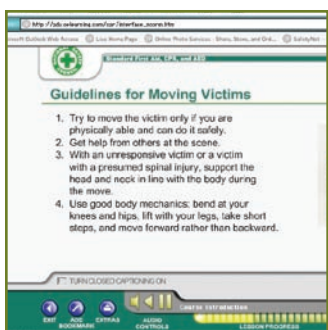 Standard First Aid, CPR, and AED
Guidelines for Moving Victims
1. Try to move the victim only if you are
physically able and can do it safely.
2. Get help from others at the scene.
3. With an unresponsive victim or a victim
with a presumed spinal injury, support the
head and neck in line with the body during
the move.
4. Use good body mechanics: bend at your
knees and hips, lift with your legs, take short
steps, and move forward rather than backward.
TURN CLOSED CAPTIONING ON
Course Introduction
EXIT ADD BOOKMARK EXTRAS AUDIO CONTROLS LESSON PROGRESS